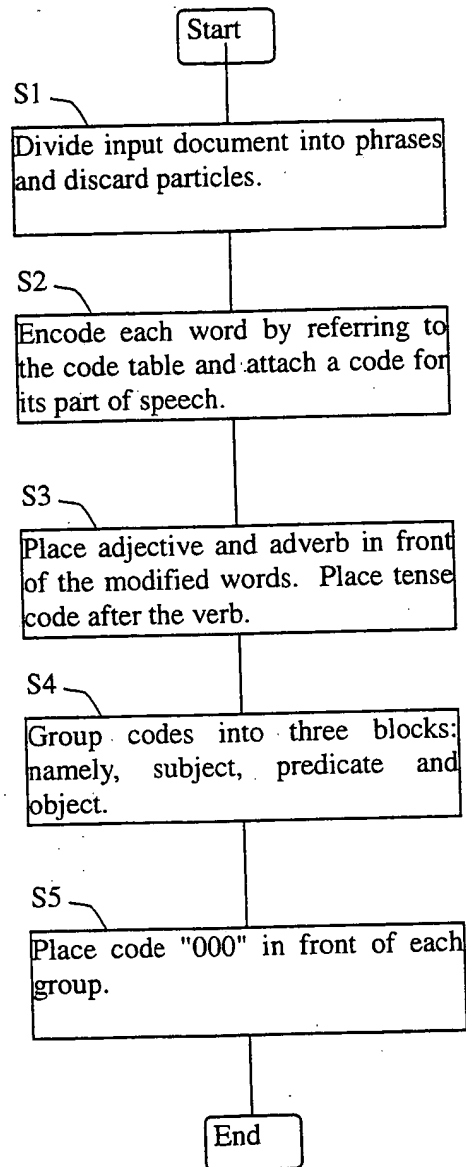 Start
S1
Divide input document into phrases
and discard particles.
S2
Encode each word by referring to
the code table and attach a code for
its part of speech.
S3
Place adjective and adverb in front
of the modified words. Place tense
code after the verb.
S4
Group codes into three blocks:
namely, subject, predicate and
object.
S5
Place code "000" in front of each
group.
End